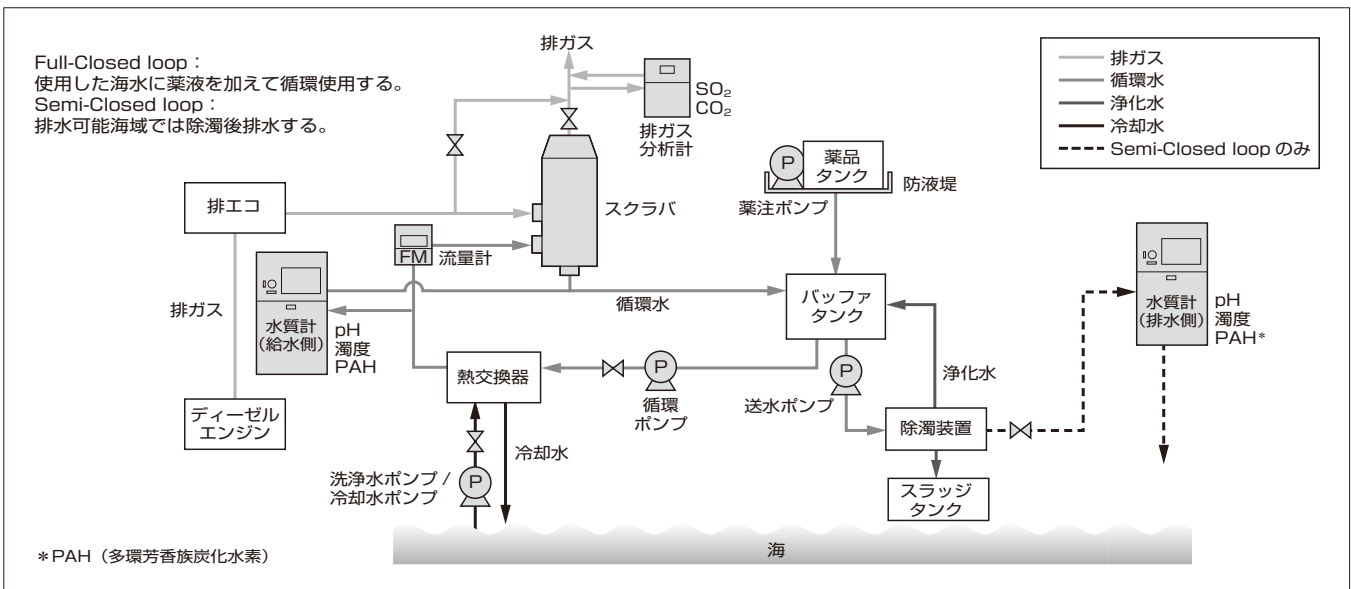 Full-Closed loop：
使用した海水に薬液を加えて循環使用する。
Semi-Closed loop：
排水可能海域では除濁後排水する。
排ガス
SO₂
CO₂
排ガス
分析計
排ガス
循環水
浄化水
冷却水
Semi-Closed loop のみ
P
薬品
タンク
防液堤
薬注ポンプ
排エコ
スクラバ
FM
流量計
排ガス
水質計
（給水側）
pH
濁度
PAH
循環水
バッファ
タンク
水質計
（排水側）
pH
濁度
PAH*
熱交換器
P
循環
ポンプ
P
送水ポンプ
浄化水
除濁装置
ディーゼル
エンジン
冷却水
洗浄水ポンプ /
冷却水ポンプ
P
スラッジ
タンク
海
*PAH（多環芳香族炭化水素）